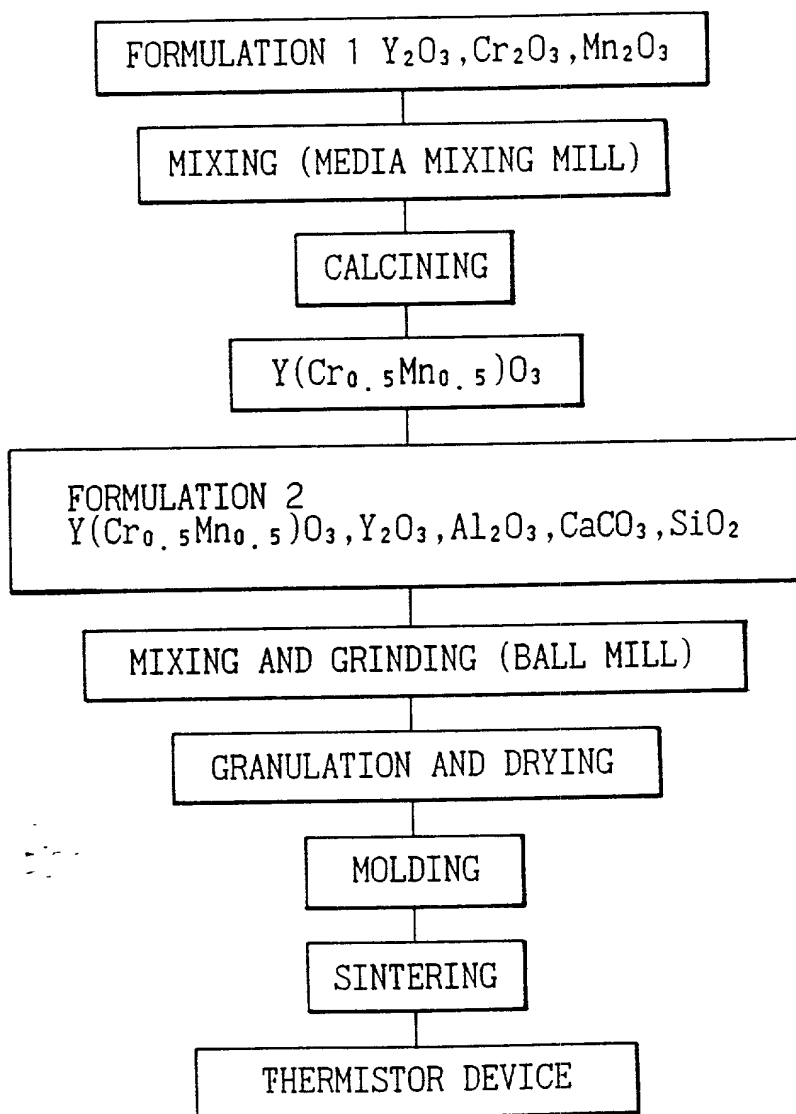 FORMULATION 1 Y₂O₃,Cr₂O₃,Mn₂O₃
MIXING (MEDIA MIXING MILL)
CALCINING
Y(Cr₀.₅Mn₀.₅)O₃
FORMULATION 2
Y(Cr₀.₅Mn₀.₅)O₃,Y₂O₃,Al₂O₃,CaCO₃,SiO₂
MIXING AND GRINDING (BALL MILL)
GRANULATION AND DRYING
MOLDING
SINTERING
THERMISTOR DEVICE